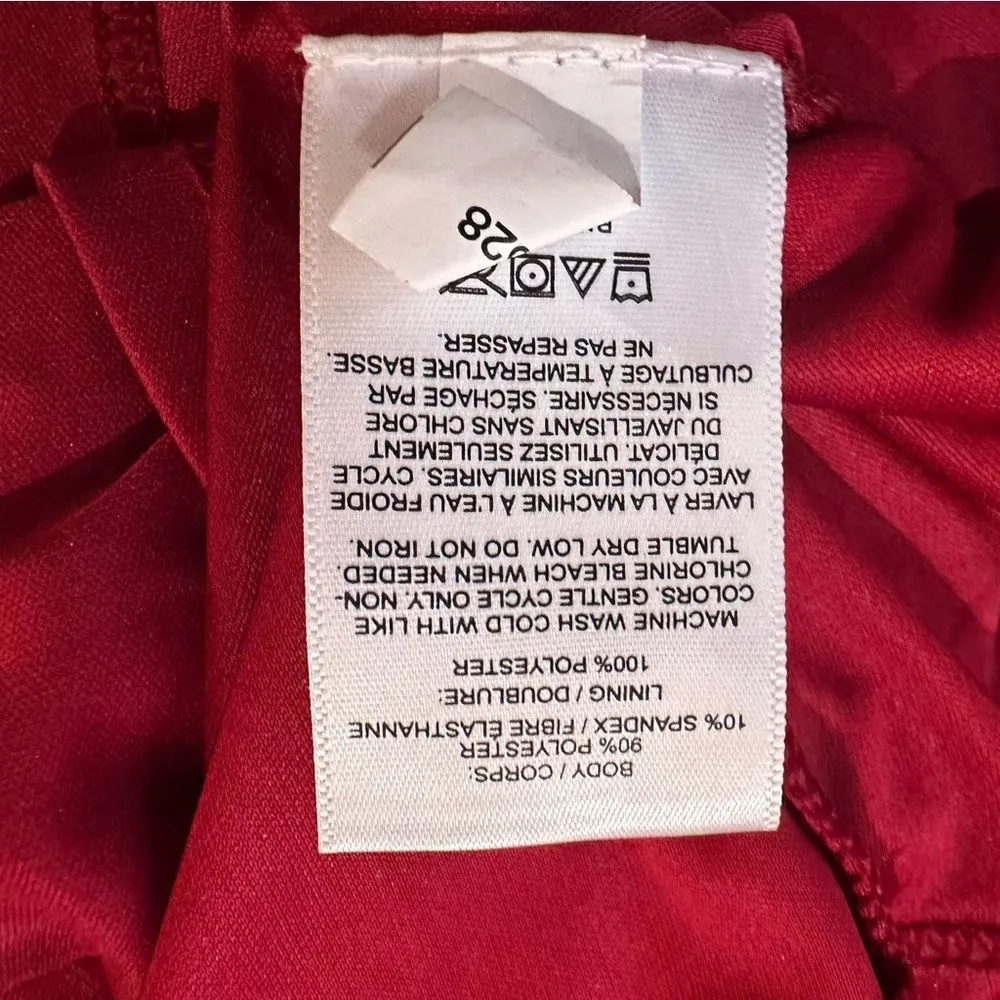 BODY / CORPS:
90% POLYESTER
10% SPANDEX / FIBRE ÉLASTHANNE
LINING / DOUBLURE:
100% POLYESTER
MACHINE WASH COLD WITH LIKE
COLORS. GENTLE CYCLE ONLY. NON-
CHLORINE BLEACH WHEN NEEDED.
TUMBLE DRY LOW. DO NOT IRON.
LAVER À LA MACHINE À L'EAU FROIDE
AVEC COULEURS SIMILAIRES. CYCLE
DÉLICAT. UTILISEZ SEULEMENT
DU JAVELLISANT SANS CHLORE
SI NÉCESSAIRE. SÉCHAGE PAR
CULBUTAGE À TEMPERATURE BASSE.
NE PAS REPASSER.